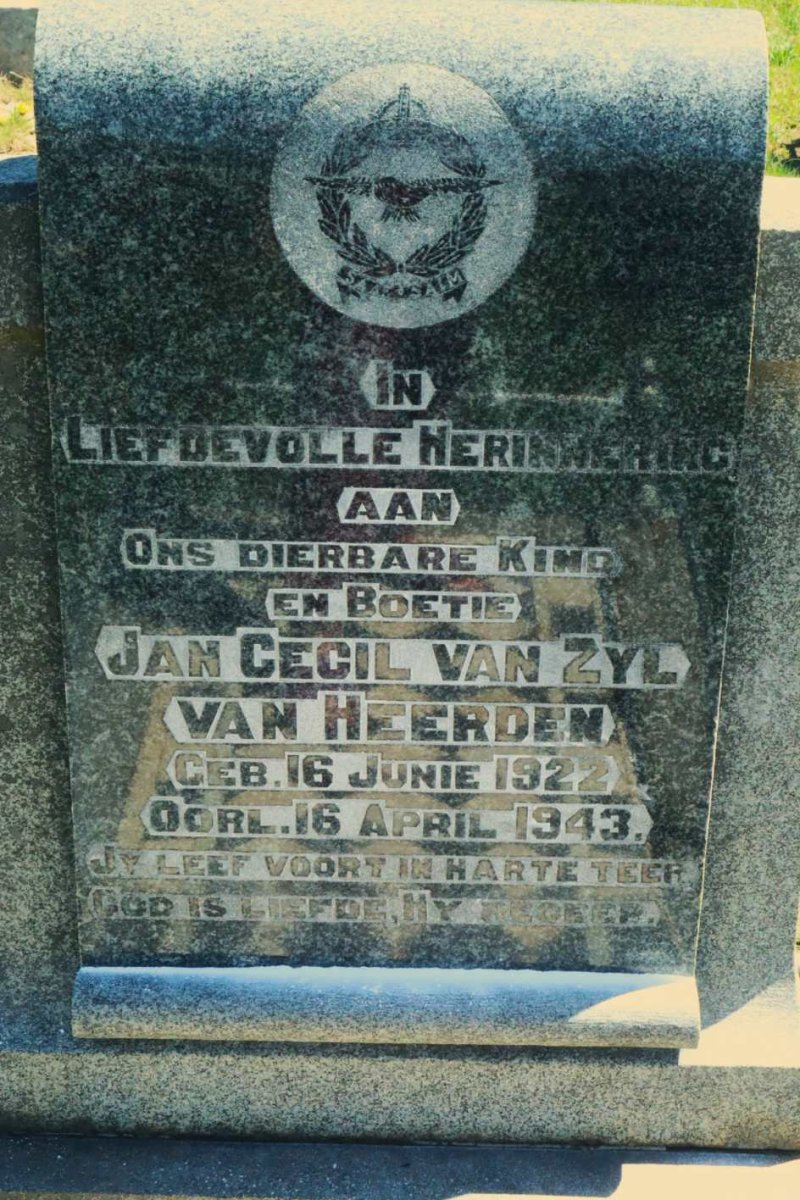 IN
LIEFDEVOLLE HERINNERING
AAN
ONS DIERBARE KIND
EN BOETIE
JAN CECIL VAN ZYL
VAN HEERDEN
GEB. 16 JUNIE 1922
OORL. 16 APRIL 1943.
JY LEEF VOORT IN HARTE TEER
GOD IS LIEFDE, HY REGEER.